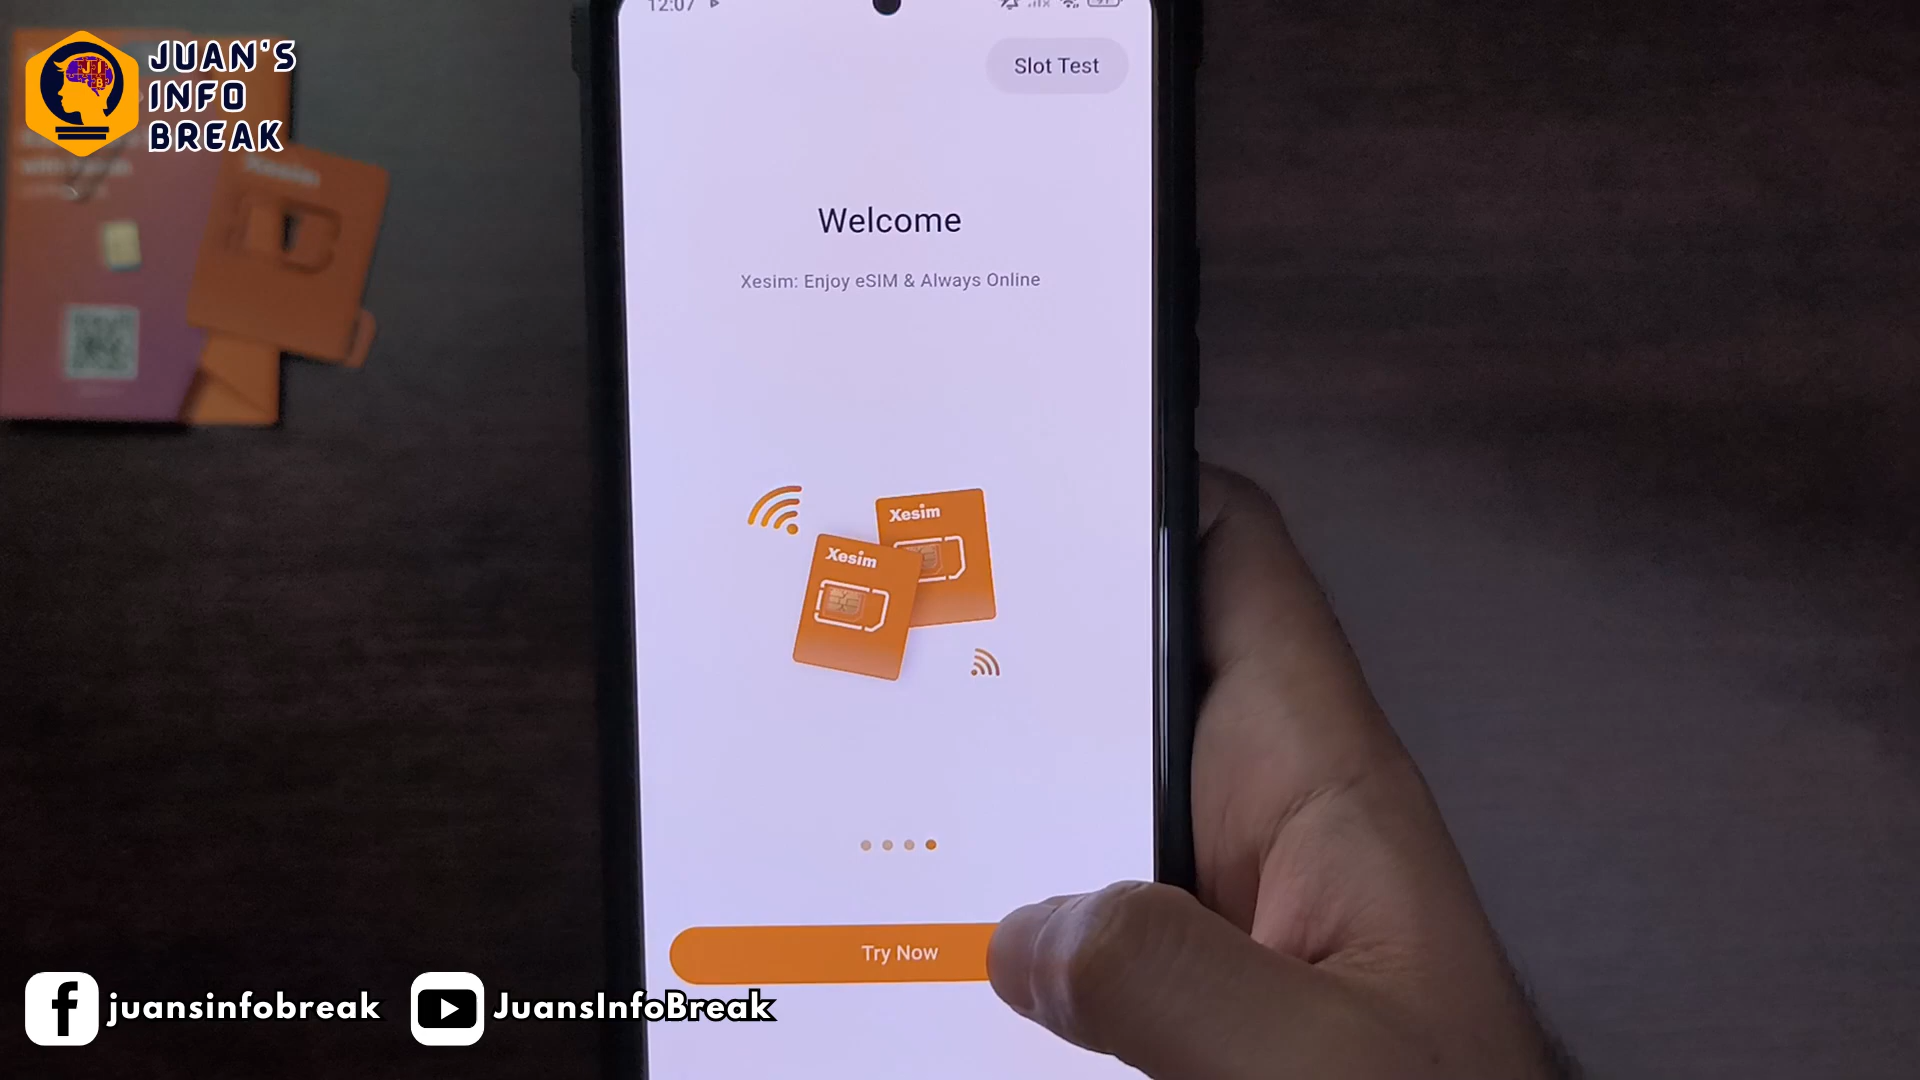 JUAN'S
INFO
BREAK
12:07
Slot Test
Welcome
Xesim: Enjoy eSIM & Always Online
Xesim
Xesim
Xesim
Try Now
juansinfobreak
JuansInfoBreak